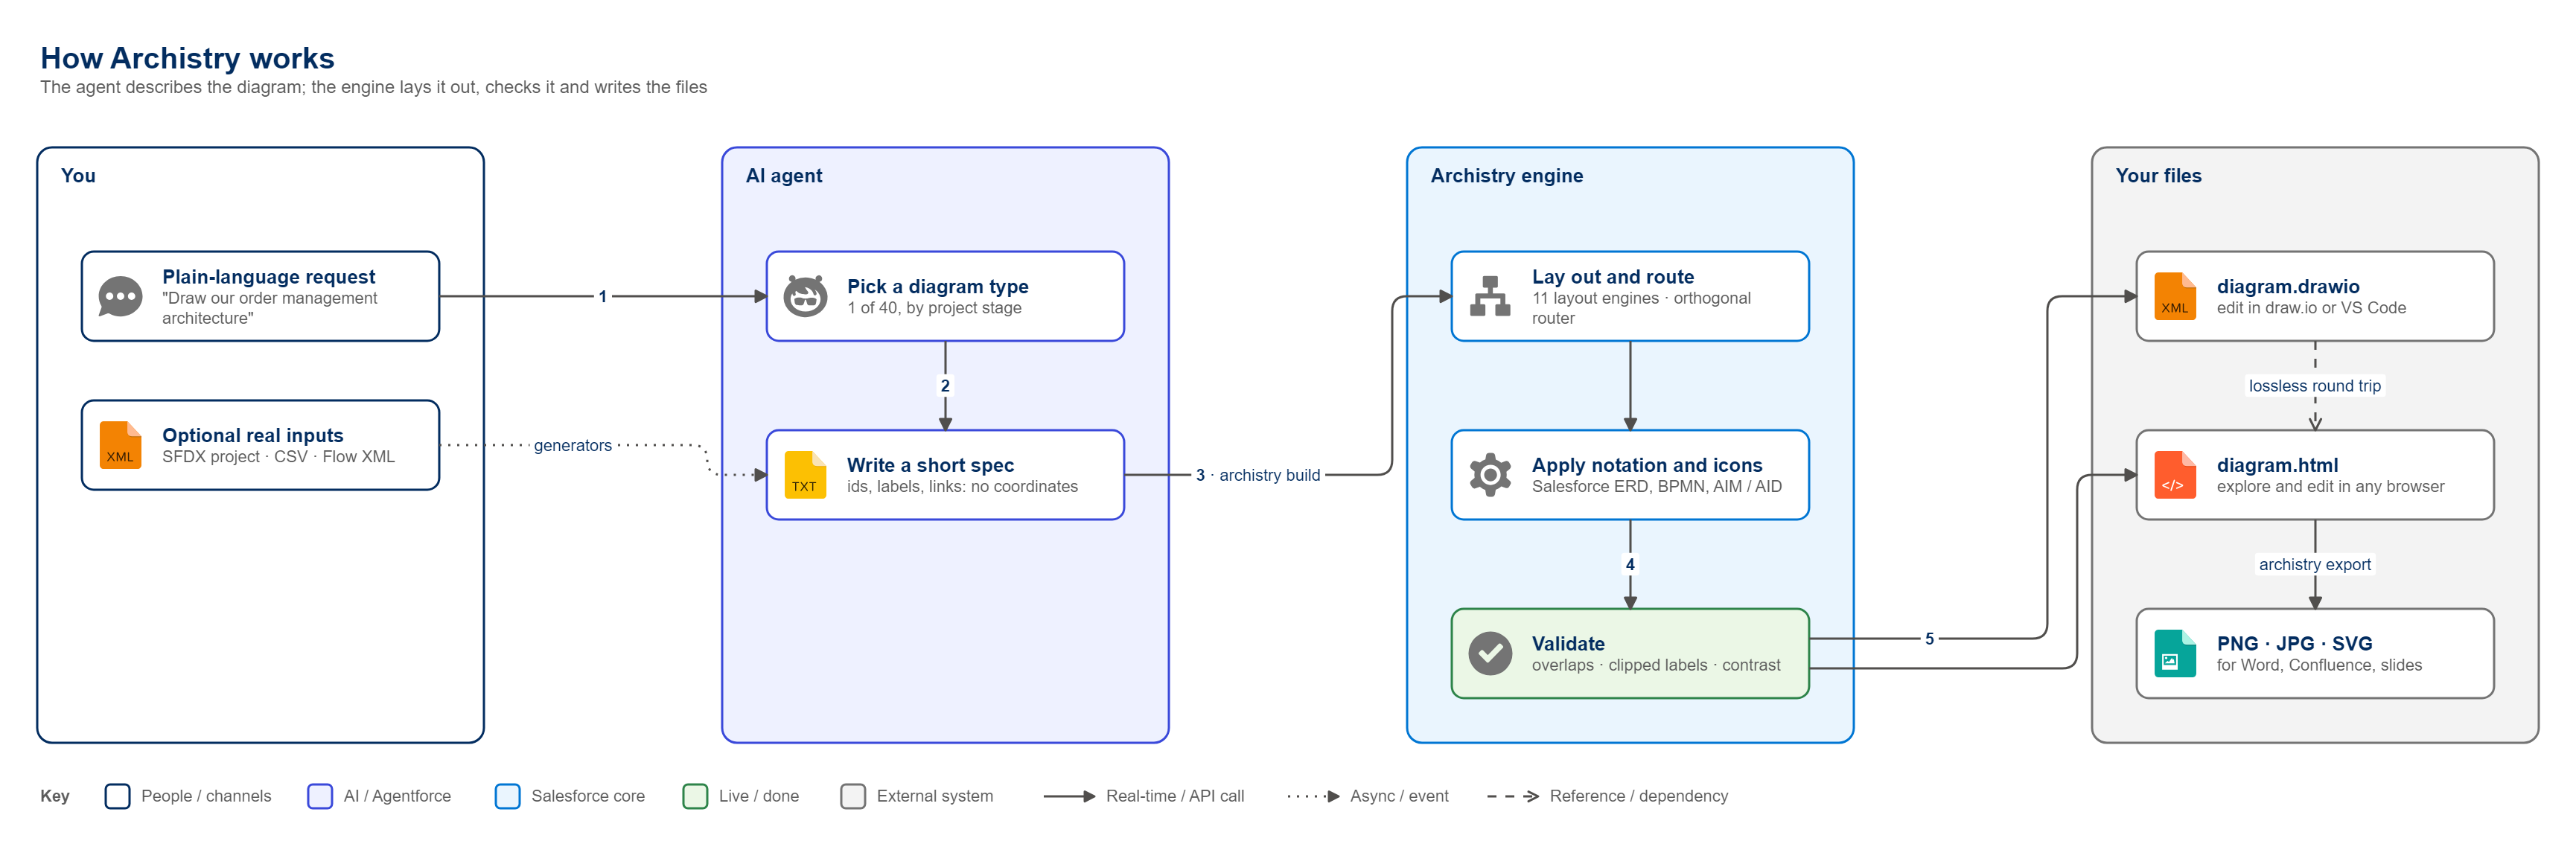 How Archistry works
The agent describes the diagram; the engine lays it out, checks it and writes the files
You
Plain-language request
"Draw our order management
architecture"
Optional real inputs
SFDX project · CSV · Flow XML
XML
1
generators
AI agent
Pick a diagram type
1 of 40, by project stage
2
Write a short spec
ids, labels, links: no coordinates
TXT
3 · archistry build
Archistry engine
Lay out and route
11 layout engines · orthogonal
router
Apply notation and icons
Salesforce ERD, BPMN, AIM / AID
4
Validate
overlaps · clipped labels · contrast
5
Your files
diagram.drawio
edit in draw.io or VS Code
XML
lossless round trip
diagram.html
explore and edit in any browser
</>
archistry export
PNG · JPG · SVG
for Word, Confluence, slides
Key
People / channels
AI / Agentforce
Salesforce core
Live / done
External system
Real-time / API call
Async / event
Reference / dependency